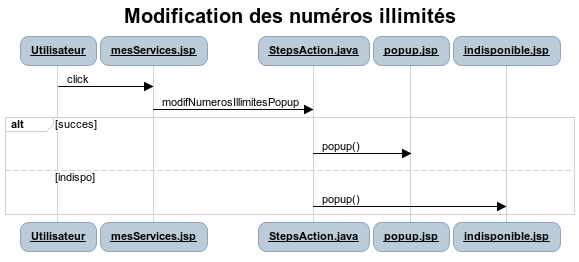 Modification des numéros illimités
Utilisateur mesServices.jsp StepsAction.java popup.jsp indisponible.jsp
click
modifNumerosIllimitesPopup
alt [succes]
popup()
[indispo]
popup()
Utilisateur mesServices.jsp StepsAction.java popup.jsp indisponible.jsp